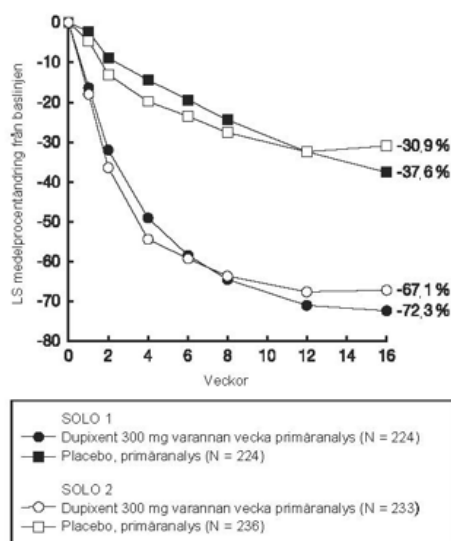 LS medelprocentändring från baslinjen
0
-10
-20
-30
-40
-50
-60
-70
-80
-30,9 %
-37,6 %
-67,1 %
-72,3 %
0 2 4 6 8 10 12 14 16
Veckor
SOLO 1
Dupixent 300 mg varannan vecka primäranalys (N = 224)
Placebo, primäranalys (N = 224)
SOLO 2
Dupixent 300 mg varannan vecka primäranalys (N = 233)
Placebo, primäranalys (N = 236)